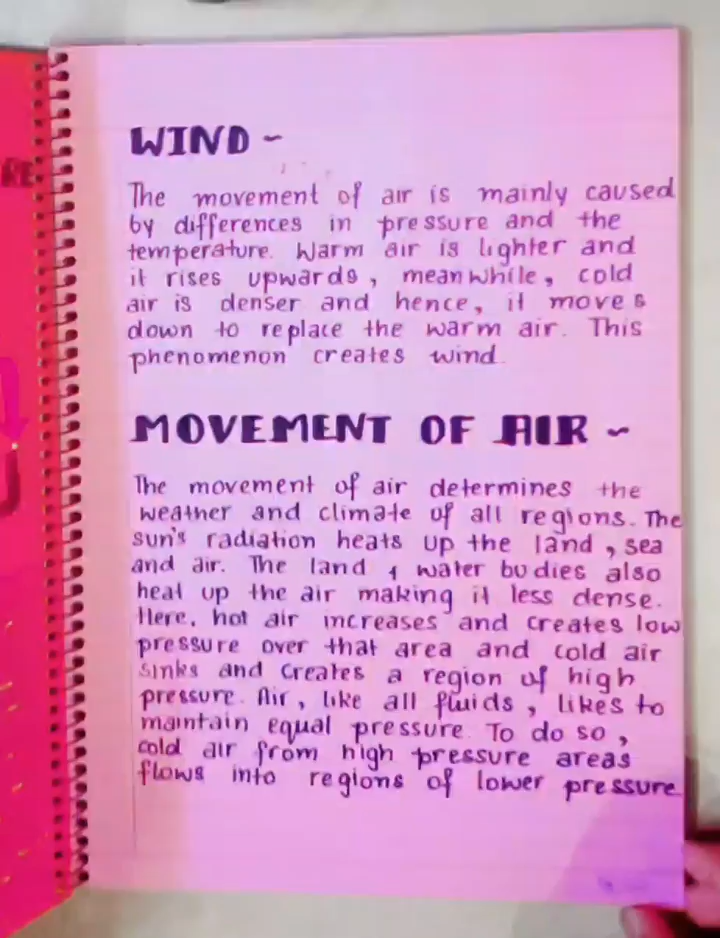 RE
WIND ~
The movement of air is mainly caused
by differences in pressure and the
temperature. Warm air is lighter and
it rises upwards, meanwhile, cold
air is denser and hence, it moves
down to replace the warm air. This
phenomenon creates wind.
MOVEMENT OF AIR ~
The movement of air determines the
weather and climate of all regions. The
sun's radiation heats up the land, sea
and air. The land & water bodies also
heat up the air making it less dense.
Here, hot air increases and creates low
pressure over that area and cold air
sinks and creates a region of high
pressure. Air, like all fluids, likes to
maintain equal pressure. To do so,
cold air from high pressure areas
flows into regions of lower pressure